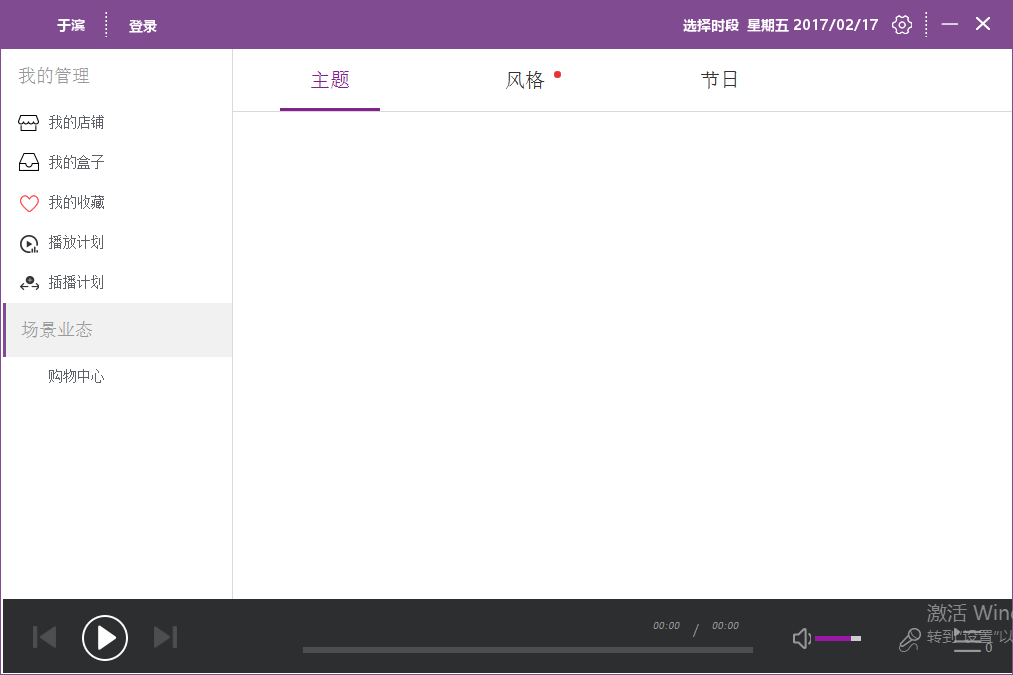 于滨 登录 选择时段 星期五 2017/02/17
我的管理
我的店铺
我的盒子
我的收藏
播放计划
插播计划
场景业态
购物中心
主题 风格 节日
00:00 / 00:00
激活 Win
转到"设置"以
0